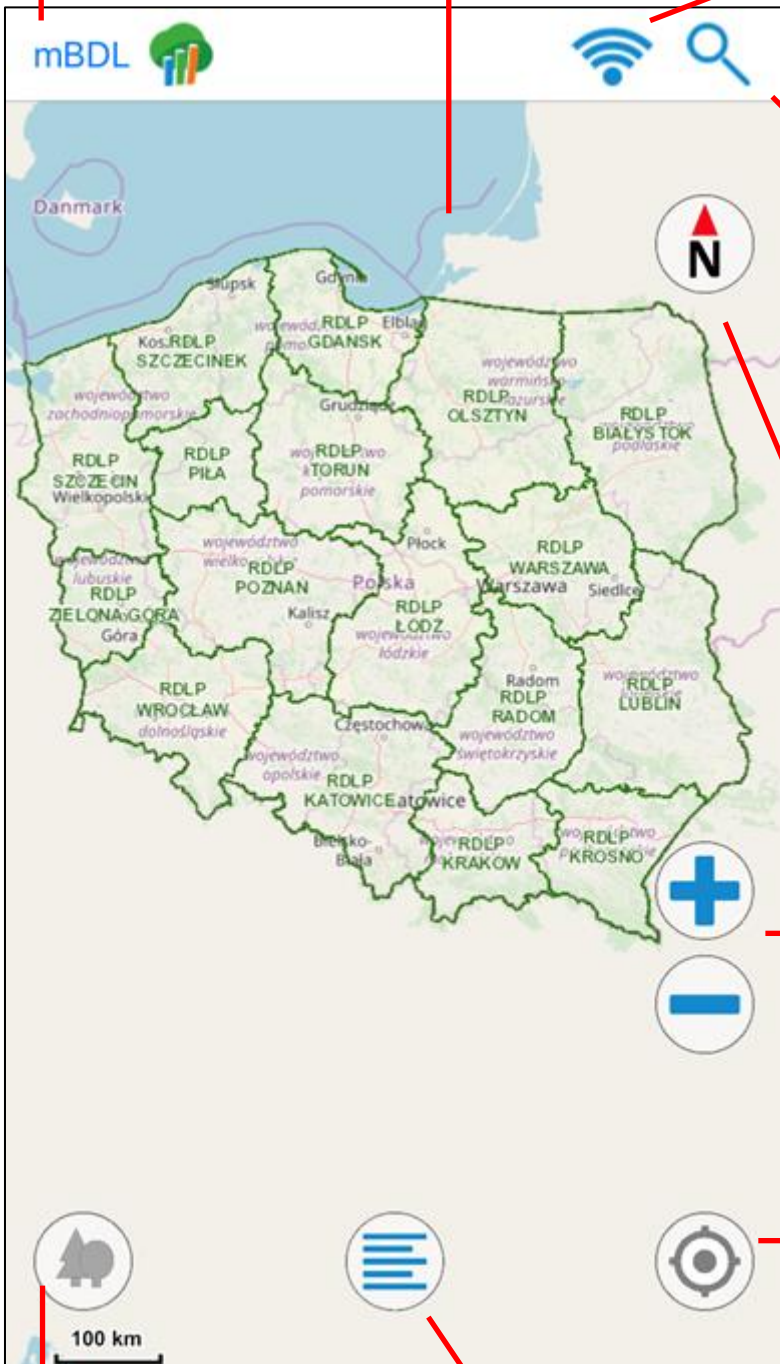 mBDL
N
Danmark
Słupsk
Gdynia
RDLP
GDANSK
Elbląg
RDLP
SZCZECINEK
województwo
zachodniopomorskie
Grudziądz
województwo
warmińsko-
mazurskie
RDLP
OLSZTYN
RDLP
BIAŁYSTOK
podlaskie
RDLP
SZCZECIN
Wielkopolski
RDLP
PIŁA
RDLP
TORUN
pomorskie
województwo
RDLP
POZNAN
Kalisz
Płock
Polska
RDLP
WARSZAWA
Warszawa
Siedlce
województwo
lubuskie
RDLP
ZIELONA GÓRA
Góra
RDLP
ŁODZ
województwo
łódzkie
RDLP
WROCŁAW
dolnośląskie
Radom
RDLP
RADOM
województwo
świętokrzyskie
województwo
RDLP
LUBLIN
Częstochowa
województwo
opolskie
RDLP
KATOWICE
Katowice
Bielsko-
Biała
RDLP
KRAKOW
RDLP
KROSNO
100 km